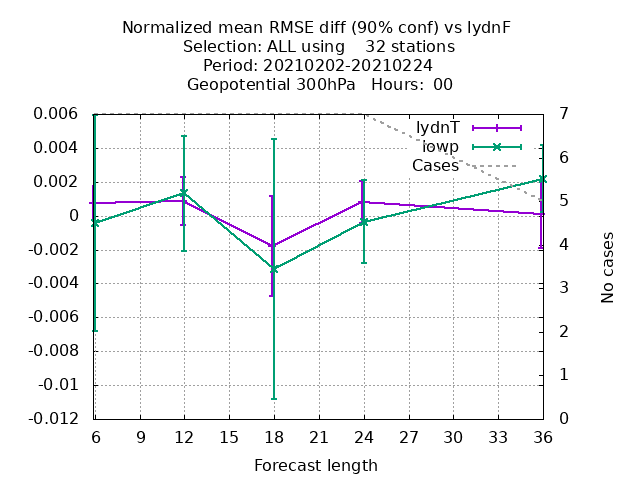 Normalized mean RMSE diff (90% conf) vs IydnF
Selection: ALL using    32 stations
Period: 20210202-20210224
Geopotential 300hPa   Hours:  00
0.006
0.004
0.002
0
-0.002
-0.004
-0.006
-0.008
-0.01
-0.012
IydnT
iowp
Cases
7
6
5
4
3
2
1
0
No cases
6 9 12 15 18 21 24 27 30 33 36
Forecast length